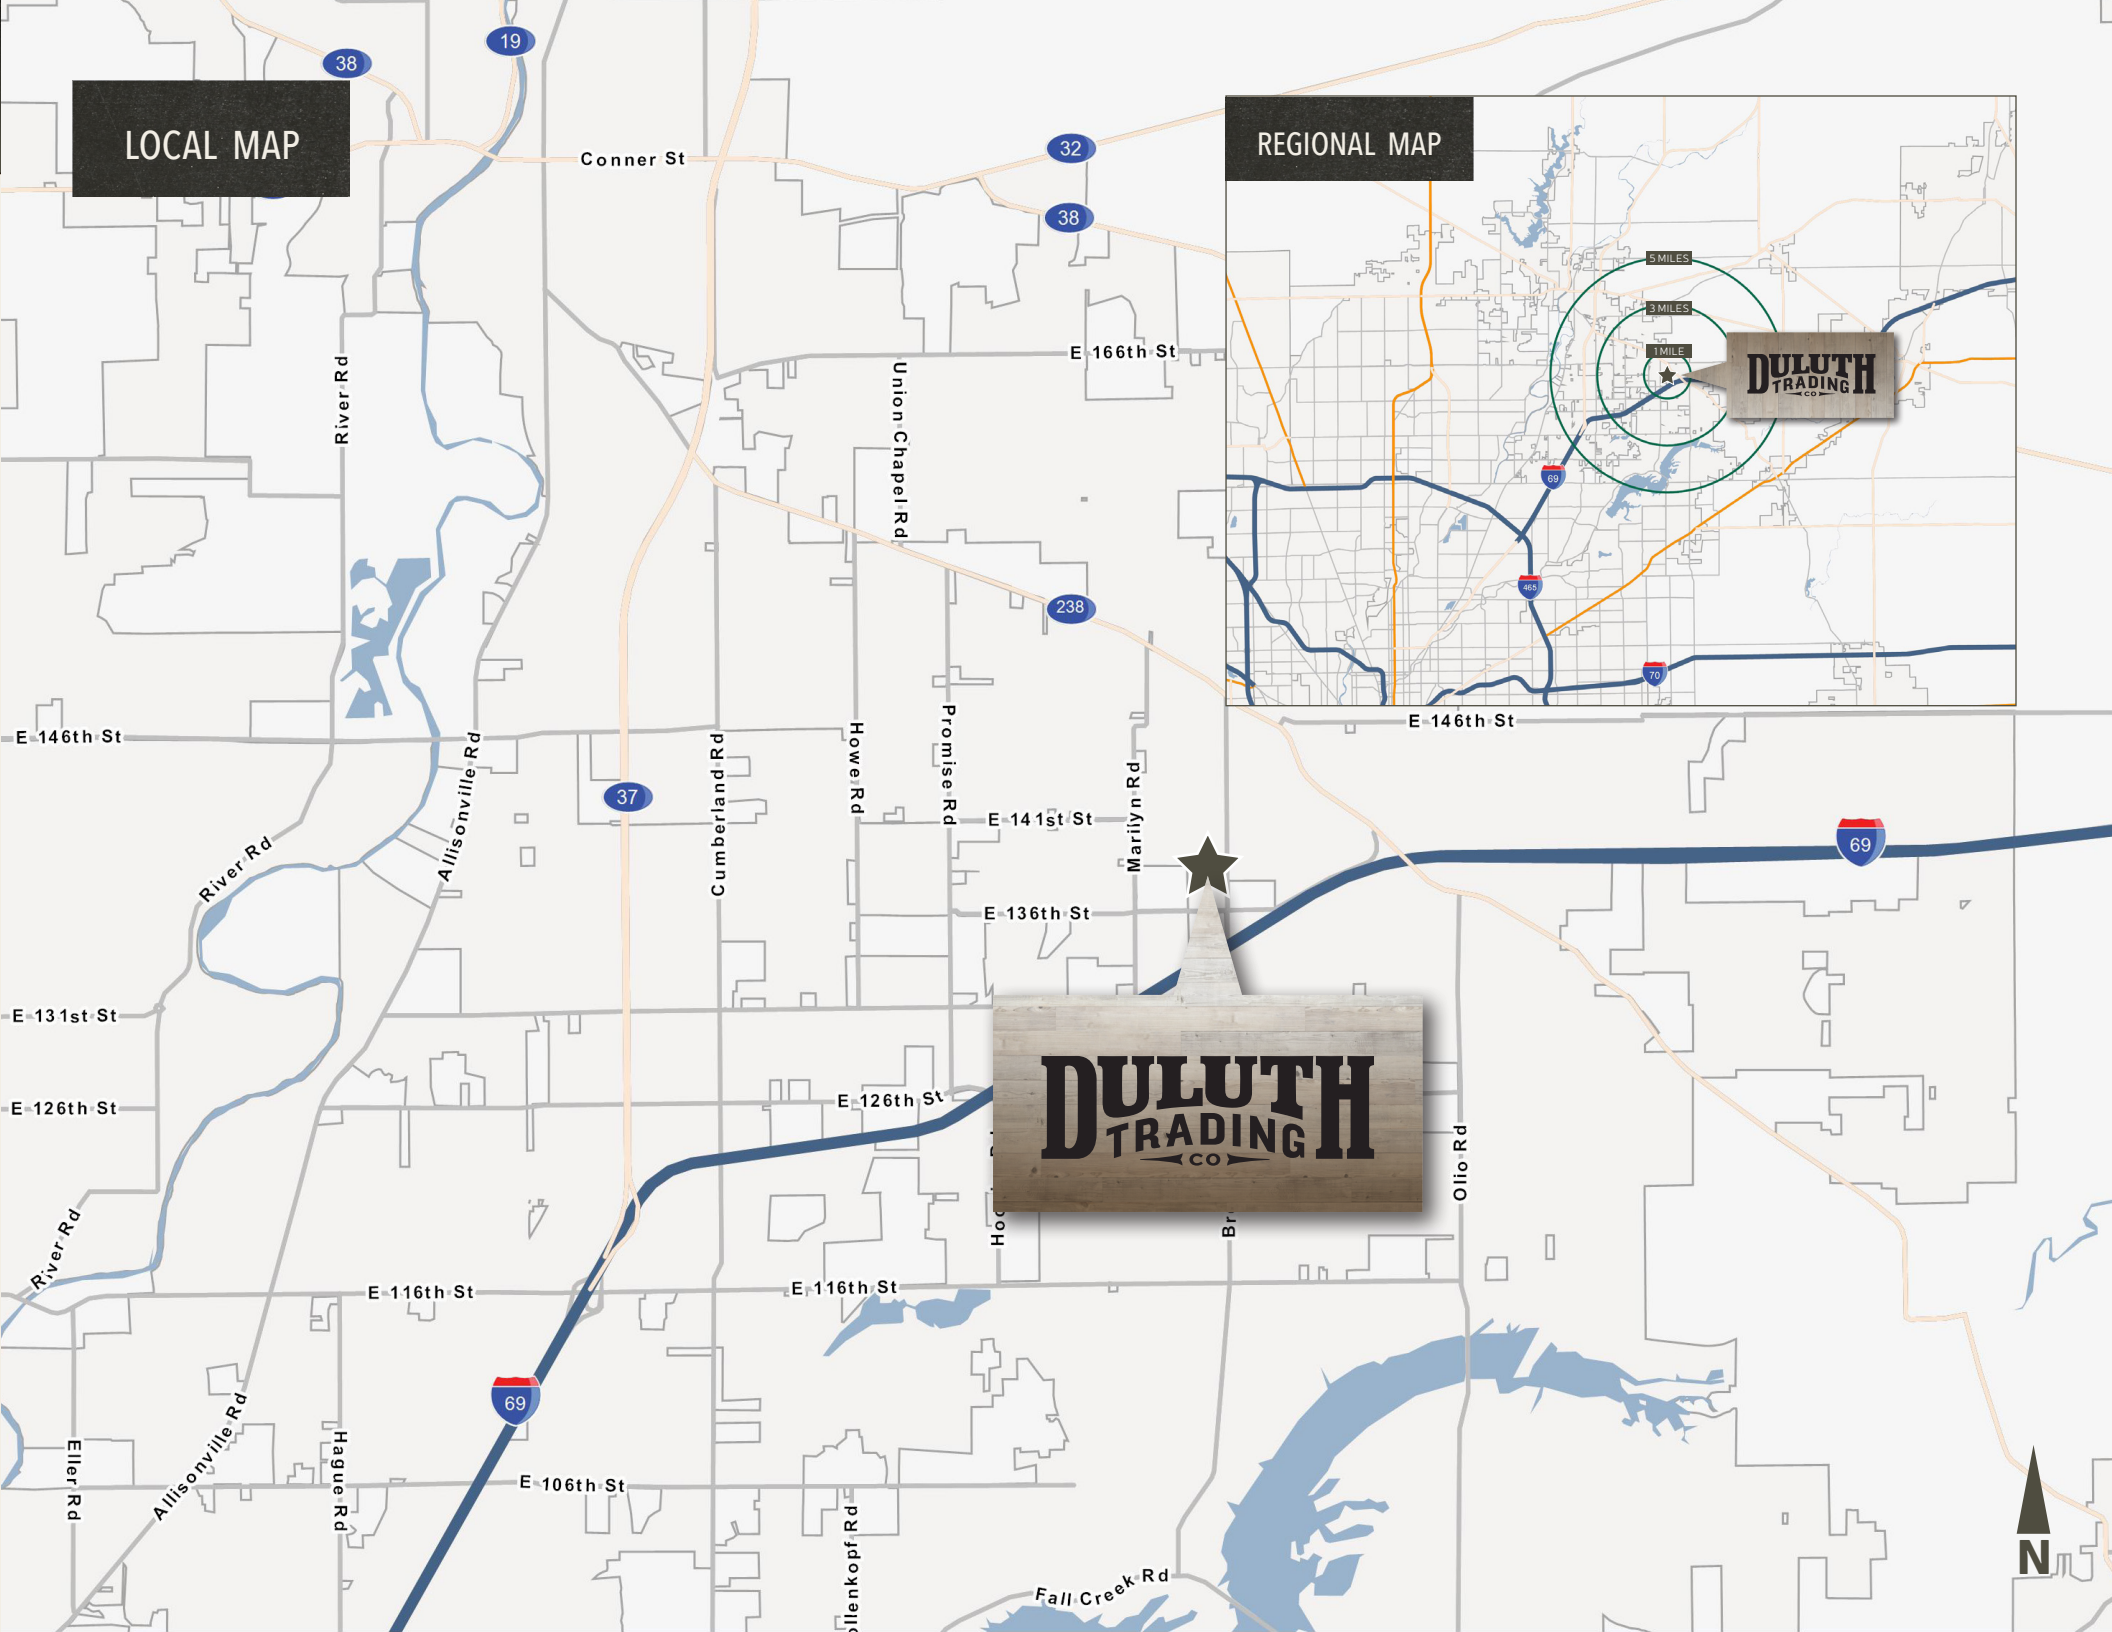 38
19
LOCAL MAP
Conner St
32
38
REGIONAL MAP
5 MILES
3 MILES
1 MILE
DULUTH
TRADING
CO
69
465
70
E 166th St
River Rd
Union Chapel Rd
238
E 146th St
E 146th St
Allisonville Rd
37
Cumberland Rd
Howe Rd
Promise Rd
E 141st St
Marilyn Rd
69
River Rd
E 136th St
E 131st St
E 126th St
E 126th St
DULUTH
TRADING
CO
Olio Rd
River Rd
E 116th St
E 116th St
69
Allisonville Rd
Eller Rd
Hague Rd
E 106th St
Fall Creek Rd
N